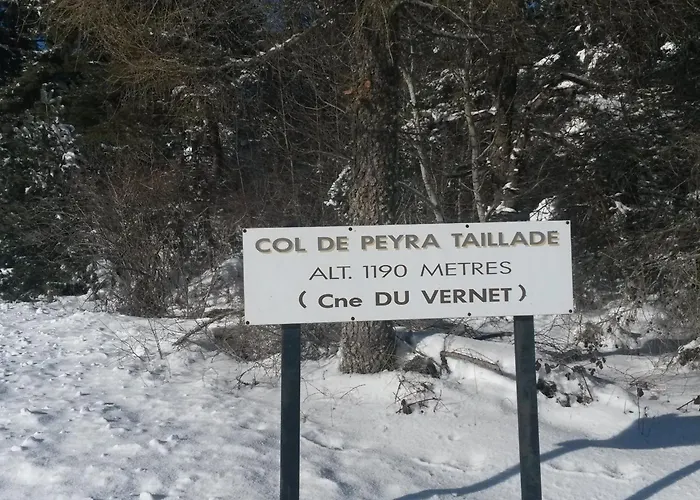 COL DE PEYRA TAILLADE
ALT. 1190 METRES
( Cne DU VERNET )